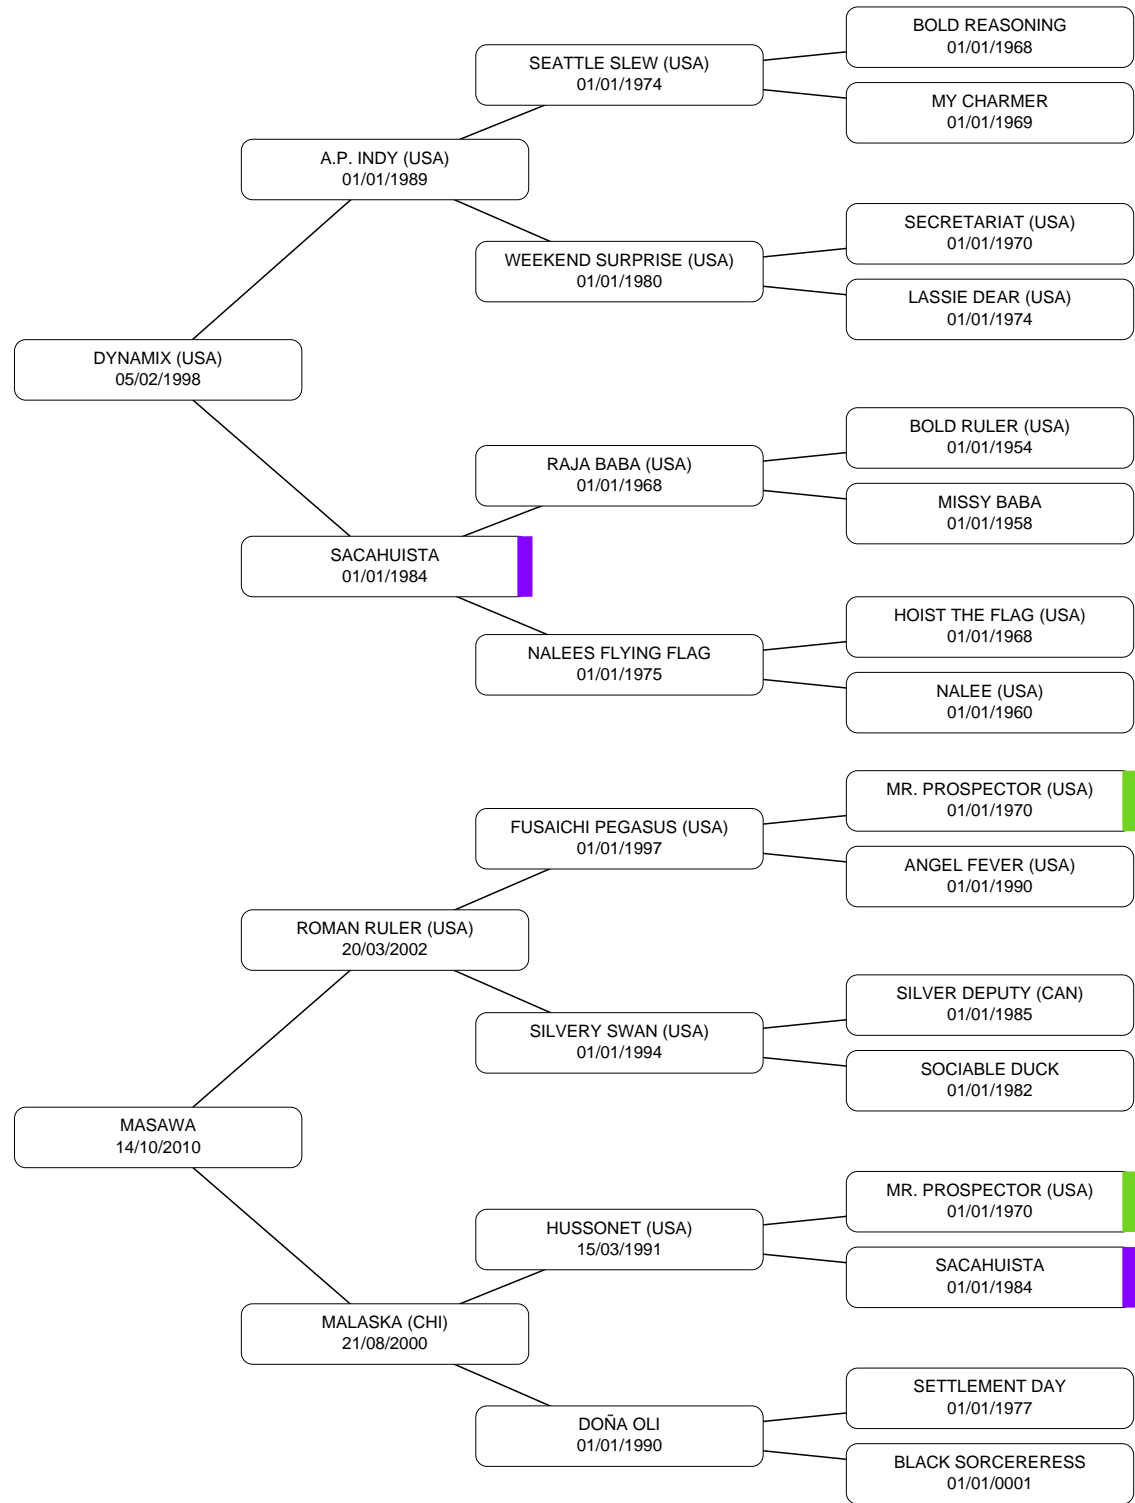 BOLD REASONING
01/01/1968
SEATTLE SLEW (USA)
01/01/1974
MY CHARMER
01/01/1969
A.P. INDY (USA)
01/01/1989
SECRETARIAT (USA)
01/01/1970
WEEKEND SURPRISE (USA)
01/01/1980
LASSIE DEAR (USA)
01/01/1974
DYNAMIX (USA)
05/02/1998
BOLD RULER (USA)
01/01/1954
RAJA BABA (USA)
01/01/1968
MISSY BABA
01/01/1958
SACAHUISTA
01/01/1984
HOIST THE FLAG (USA)
01/01/1968
NALEES FLYING FLAG
01/01/1975
NALEE (USA)
01/01/1960
MR. PROSPECTOR (USA)
01/01/1970
FUSAICHI PEGASUS (USA)
01/01/1997
ANGEL FEVER (USA)
01/01/1990
ROMAN RULER (USA)
20/03/2002
SILVER DEPUTY (CAN)
01/01/1985
SILVERY SWAN (USA)
01/01/1994
SOCIABLE DUCK
01/01/1982
MASAWA
14/10/2010
MR. PROSPECTOR (USA)
01/01/1970
HUSSONET (USA)
15/03/1991
SACAHUISTA
01/01/1984
MALASKA (CHI)
21/08/2000
SETTLEMENT DAY
01/01/1977
DOÑA OLI
01/01/1990
BLACK SORCERERESS
01/01/0001